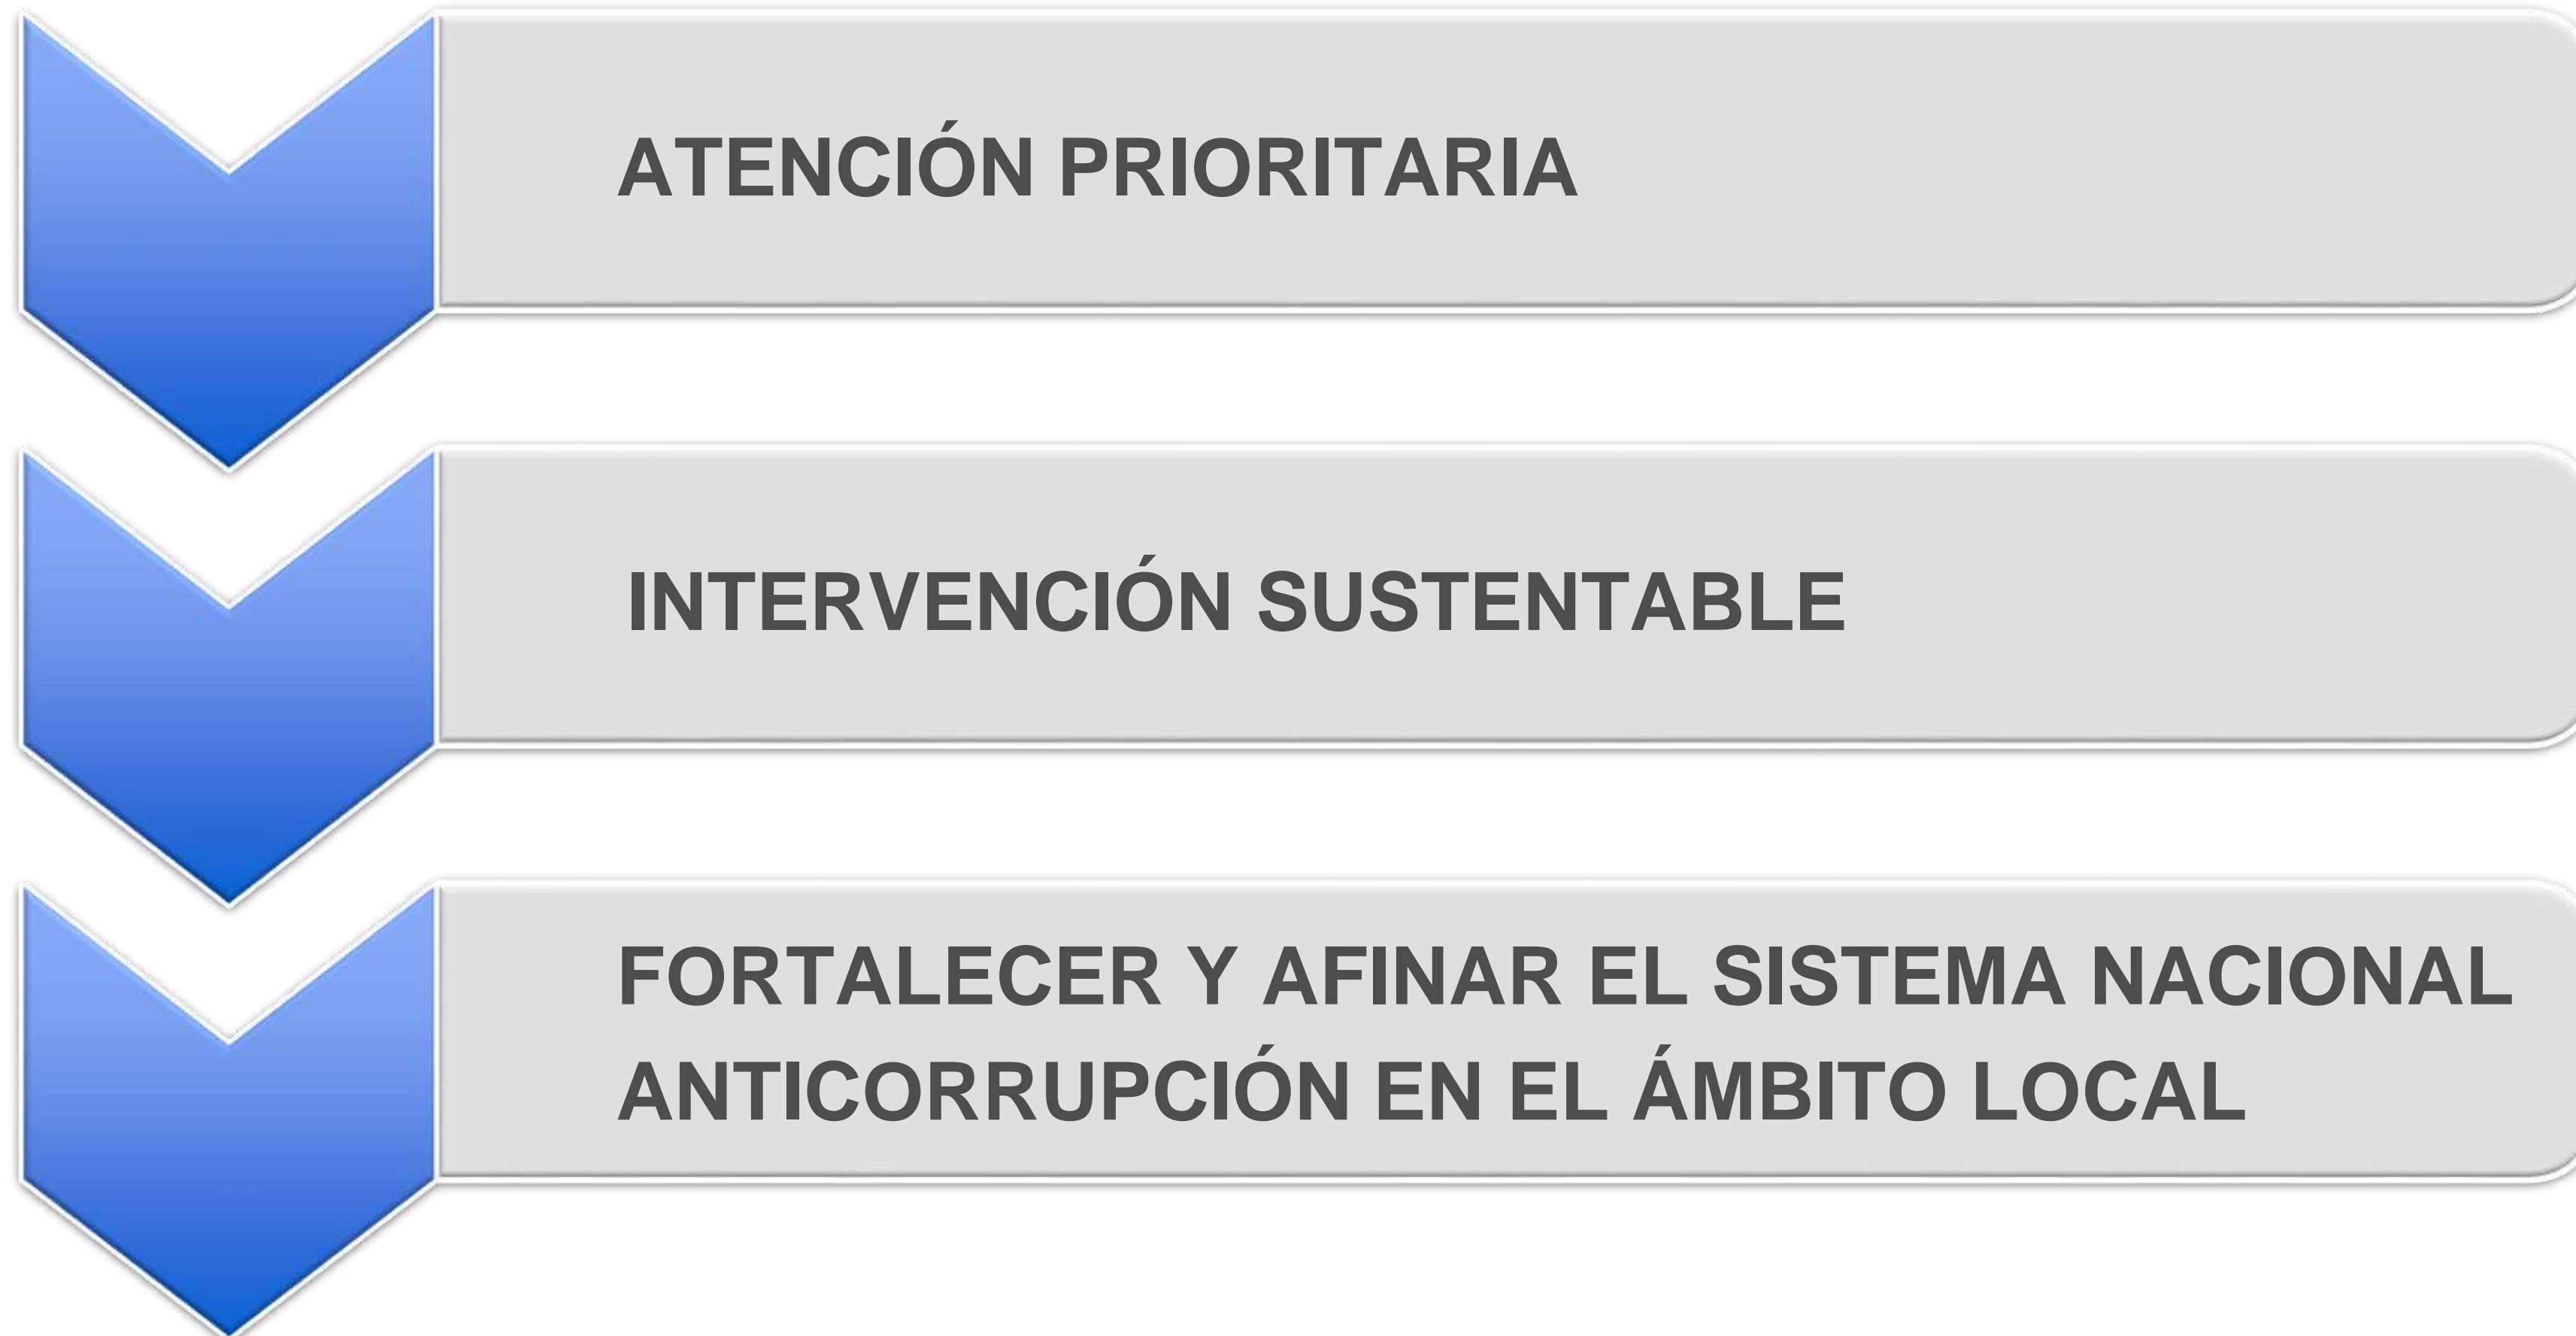 ATENCIÓN PRIORITARIA
INTERVENCIÓN SUSTENTABLE
FORTALECER Y AFINAR EL SISTEMA NACIONAL
ANTICORRUPCIÓN EN EL ÁMBITO LOCAL